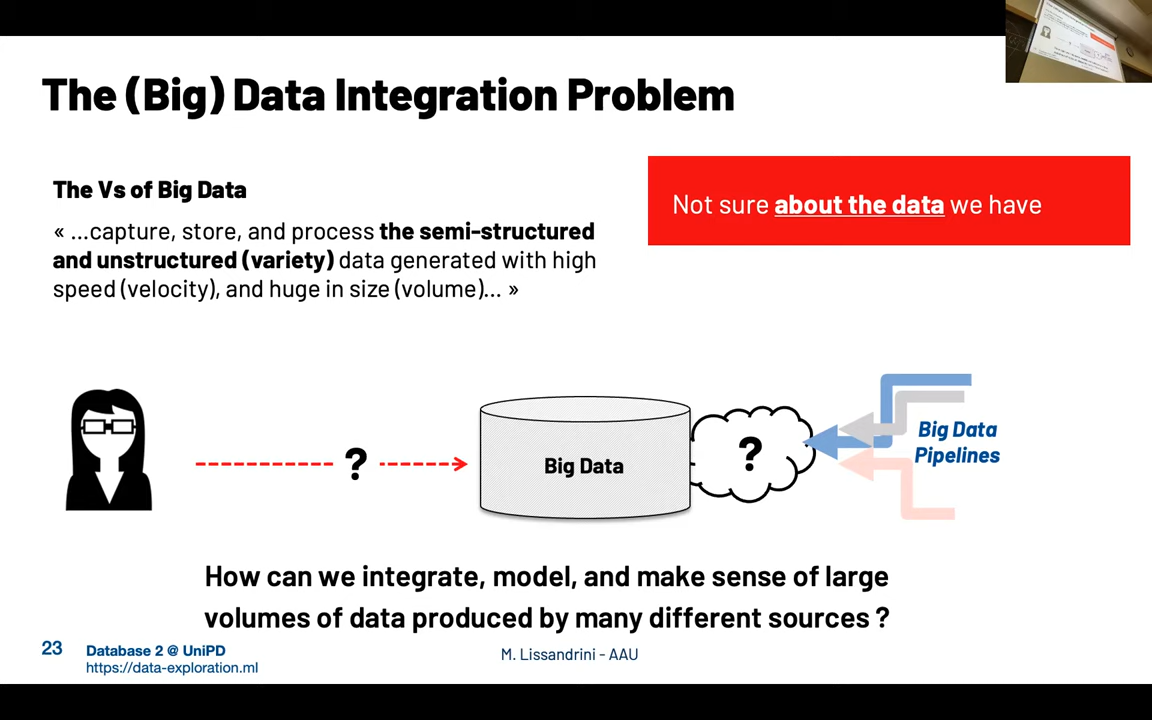 The (Big) Data Integration Problem
The Vs of Big Data
« ...capture, store, and process the semi-structured
and unstructured (variety) data generated with high
speed (velocity), and huge in size (volume)... »
Not sure about the data we have
?
Big Data
?
Big Data
Pipelines
How can we integrate, model, and make sense of large
volumes of data produced by many different sources ?
23
Database 2 @ UniPD
https://data-exploration.ml
M. Lissandrini - AAU